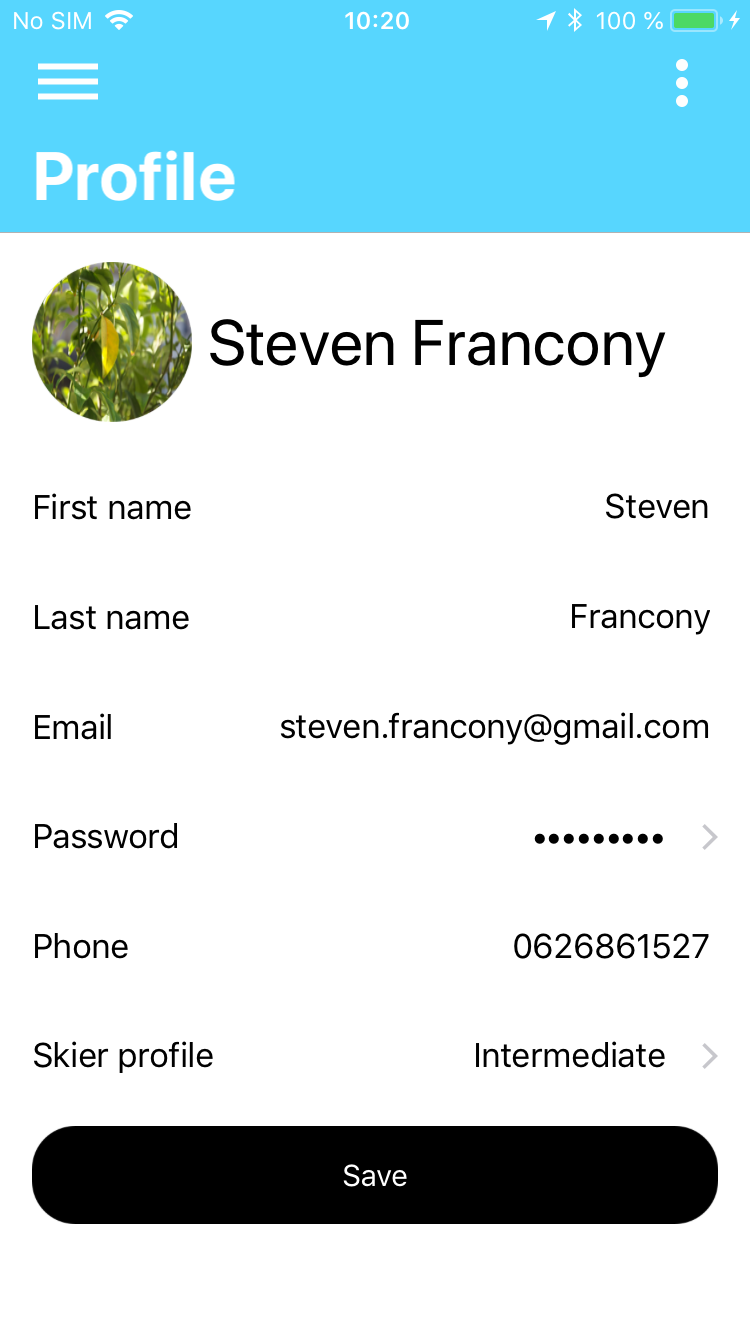 No SIM 10:20 100 %
Profile
Steven Francony
First name Steven
Last name Francony
Email steven.francony@gmail.com
Password •••••••••
Phone 0626861527
Skier profile Intermediate
Save